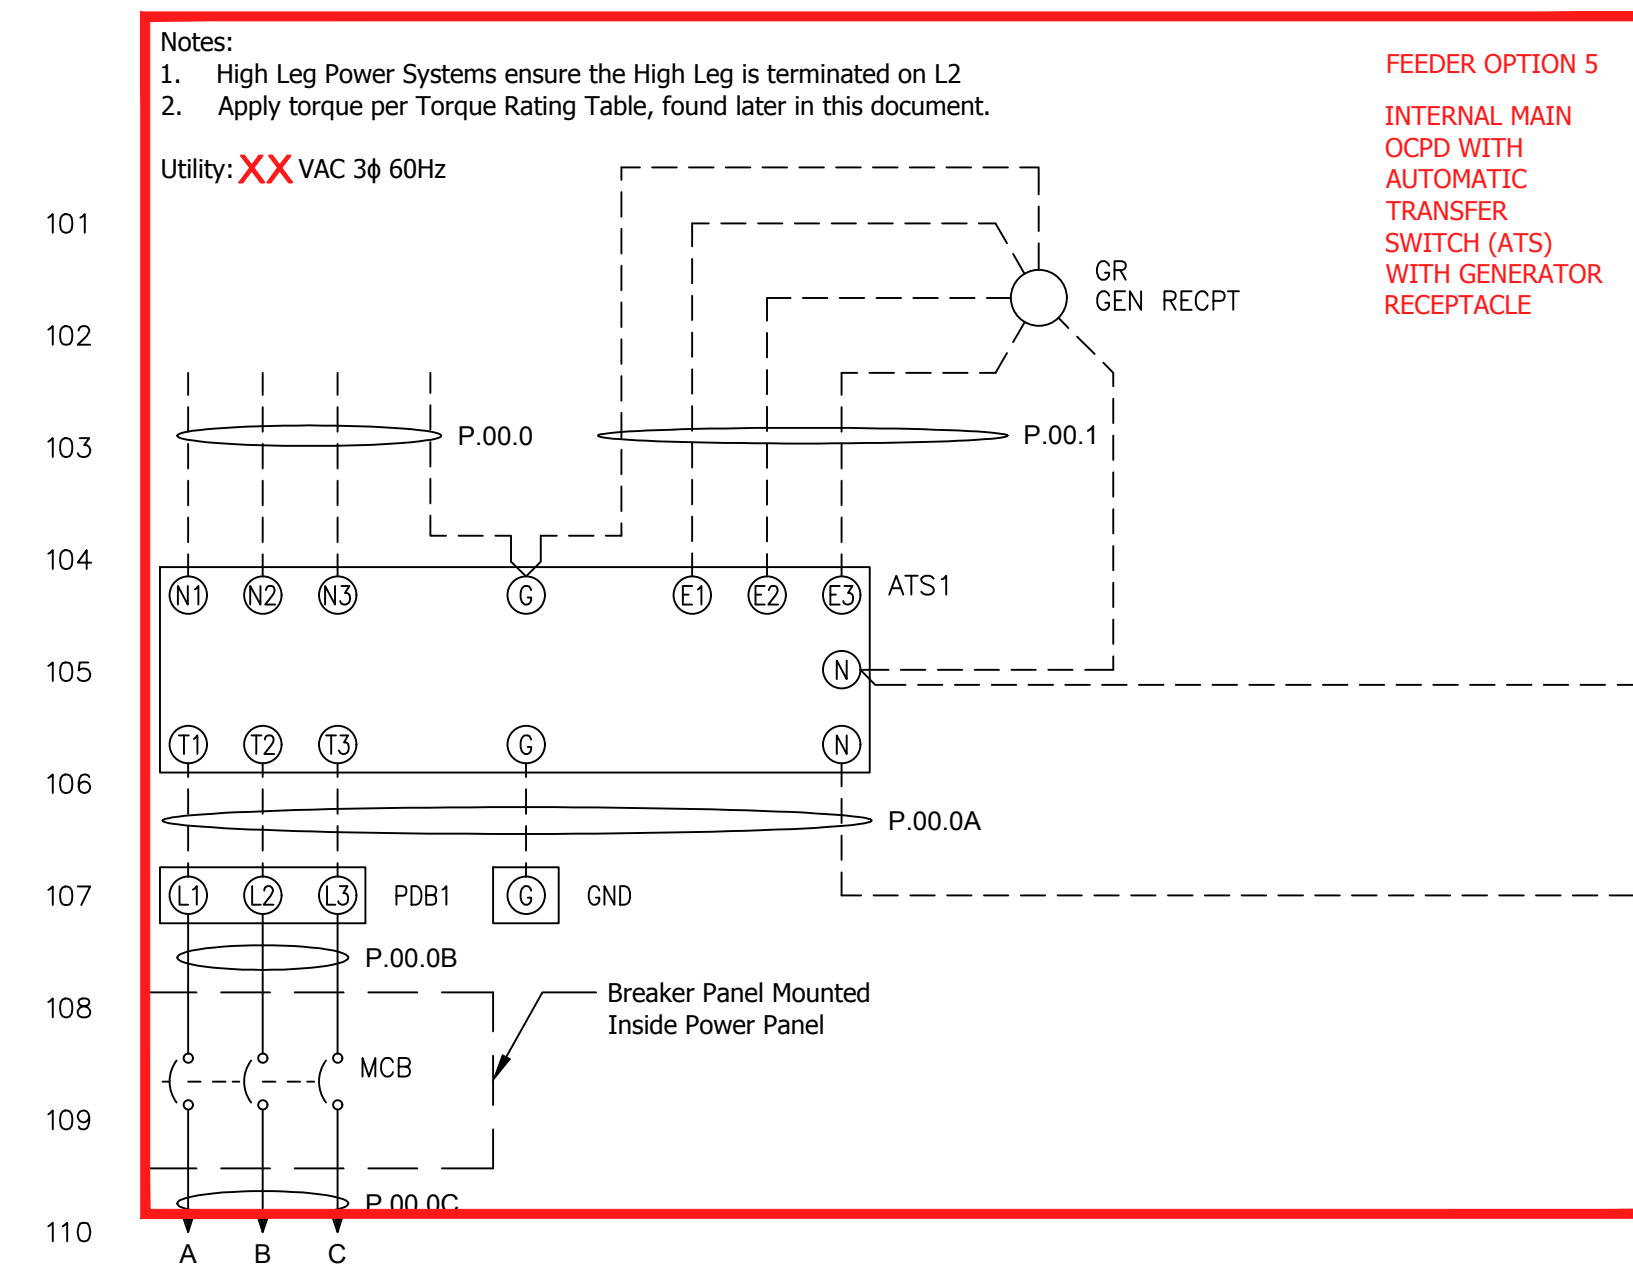 Notes:
1. High Leg Power Systems ensure the High Leg is terminated on L2
2. Apply torque per Torque Rating Table, found later in this document.
FEEDER OPTION 5
INTERNAL MAIN
OCPD WITH
AUTOMATIC
TRANSFER
SWITCH (ATS)
WITH GENERATOR
RECEPTACLE
Utility: XX VAC 3ϕ 60Hz
101
GR
GEN RECPT
102
P.00.0
P.00.1
103
104
N1 N2 N3 G E1 E2 E3
ATS1
105
N
T1 T2 T3 G N
106
P.00.0A
107
L1 L2 L3
PDB1
G
GND
P.00.0B
108
Breaker Panel Mounted
Inside Power Panel
MCB
109
P.00.0C
110
A B C